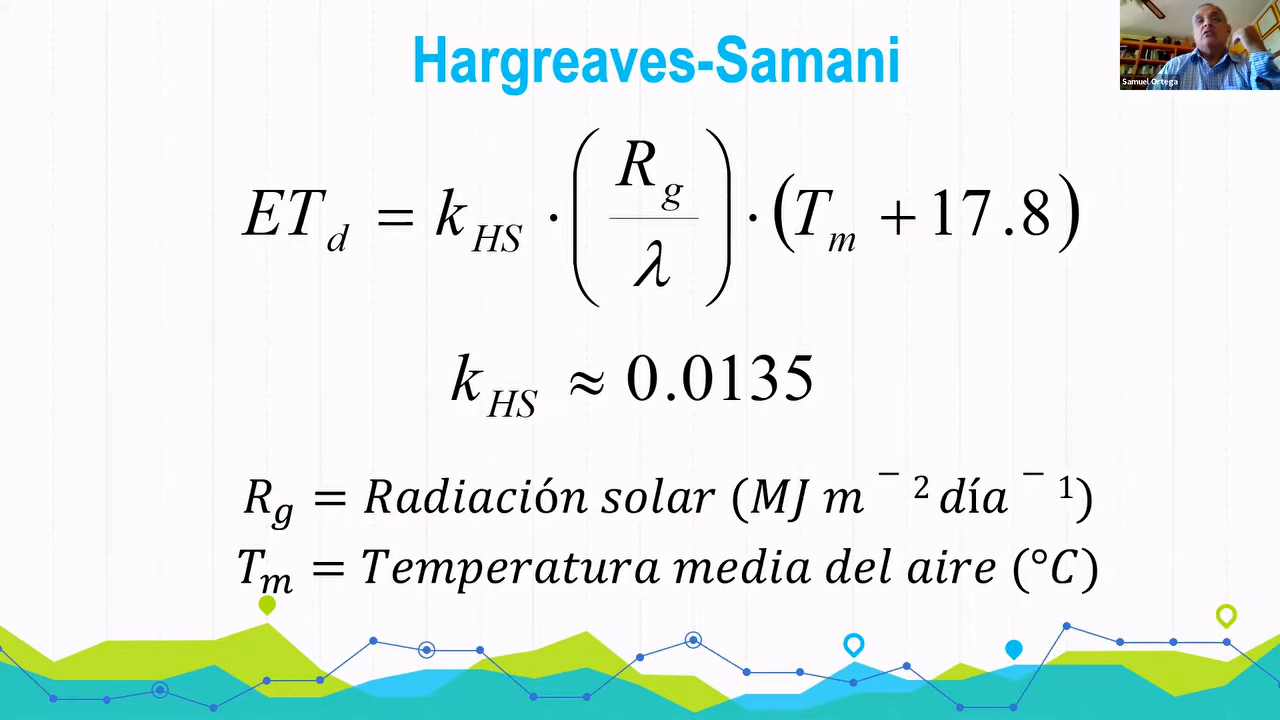 Hargreaves-Samani
Samuel Ortega
ET_d = k_HS · (R_g / λ) · (T_m + 17.8)
k_HS ≈ 0.0135
R_g = Radiación solar (MJ m⁻² día⁻¹)
T_m = Temperatura media del aire (°C)